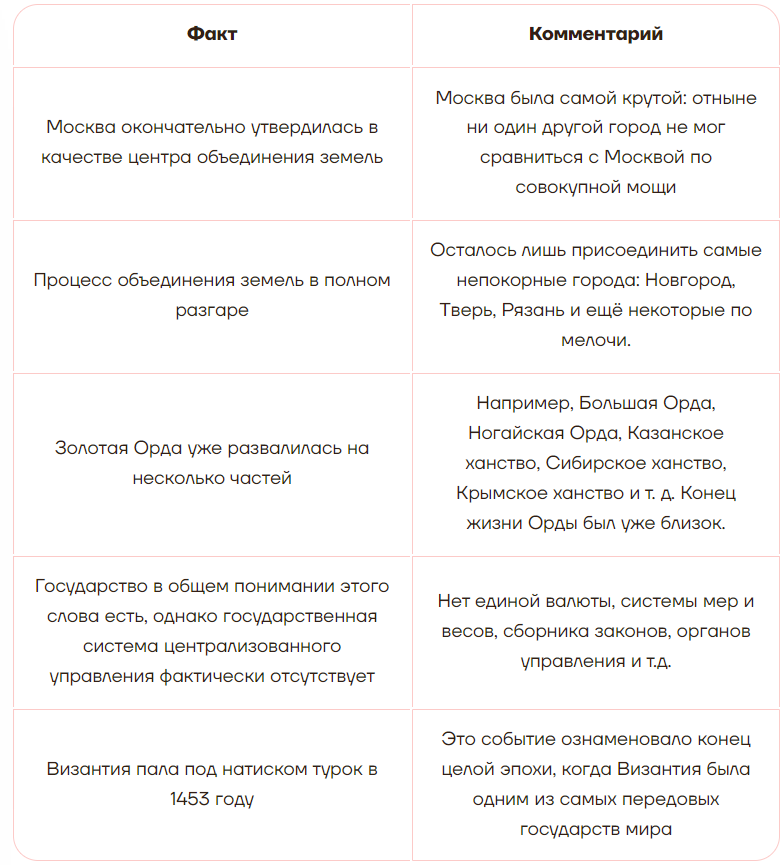 Факт
Комментарий
Москва окончательно утвердилась в
качестве центра объединения земель
Москва была самой крутой: отныне
ни один другой город не мог
сравниться с Москвой по
совокупной мощи
Процесс объединения земель в полном
разгаре
Осталось лишь присоединить самые
непокорные города: Новгород,
Тверь, Рязань и ещё некоторые по
мелочи.
Золотая Орда уже развалилась на
несколько частей
Например, Большая Орда,
Ногайская Орда, Казанское
ханство, Сибирское ханство,
Крымское ханство и т. д. Конец
жизни Орды был уже близок.
Государство в общем понимании этого
слова есть, однако государственная
система централизованного
управления фактически отсутствует
Нет единой валюты, системы мер и
весов, сборника законов, органов
управления и т.д.
Византия пала под натиском турок в
1453 году
Это событие ознаменовало конец
целой эпохи, когда Византия была
одним из самых передовых
государств мира